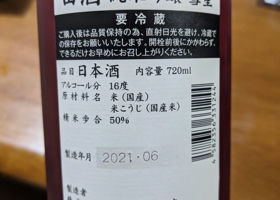 要冷蔵
ご購入後は品質保持の為、直射日光を避け、冷蔵で
の保存をお願いいたします。開栓前後にかかわらず、
できるだけお早めにお召し上がりください。
品目 日本酒 内容量 720ml
アルコール分 16度
原材料名 米(国産)
米こうじ(国産米)
精米歩合 50%
製造年月 2021.06
製造者
4582356331244